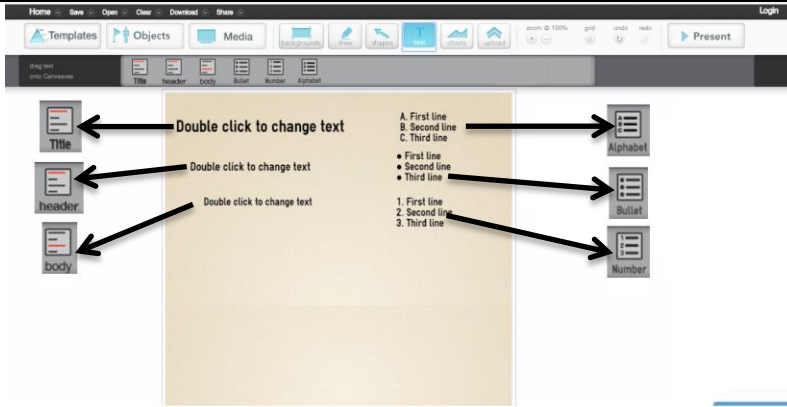 Home Save Open Clear Download Share Login
Templates Objects Media backgrounds draw shapes text charts upload zoom @ 100% grid undo redo Present
drag text
onto Canvas
Title header body Bullet Number Alphabet
Title
header
body
Double click to change text
Double click to change text
Double click to change text
A. First line
B. Second line
C. Third line
● First line
● Second line
● Third line
1. First line
2. Second line
3. Third line
Alphabet
Bullet
Number